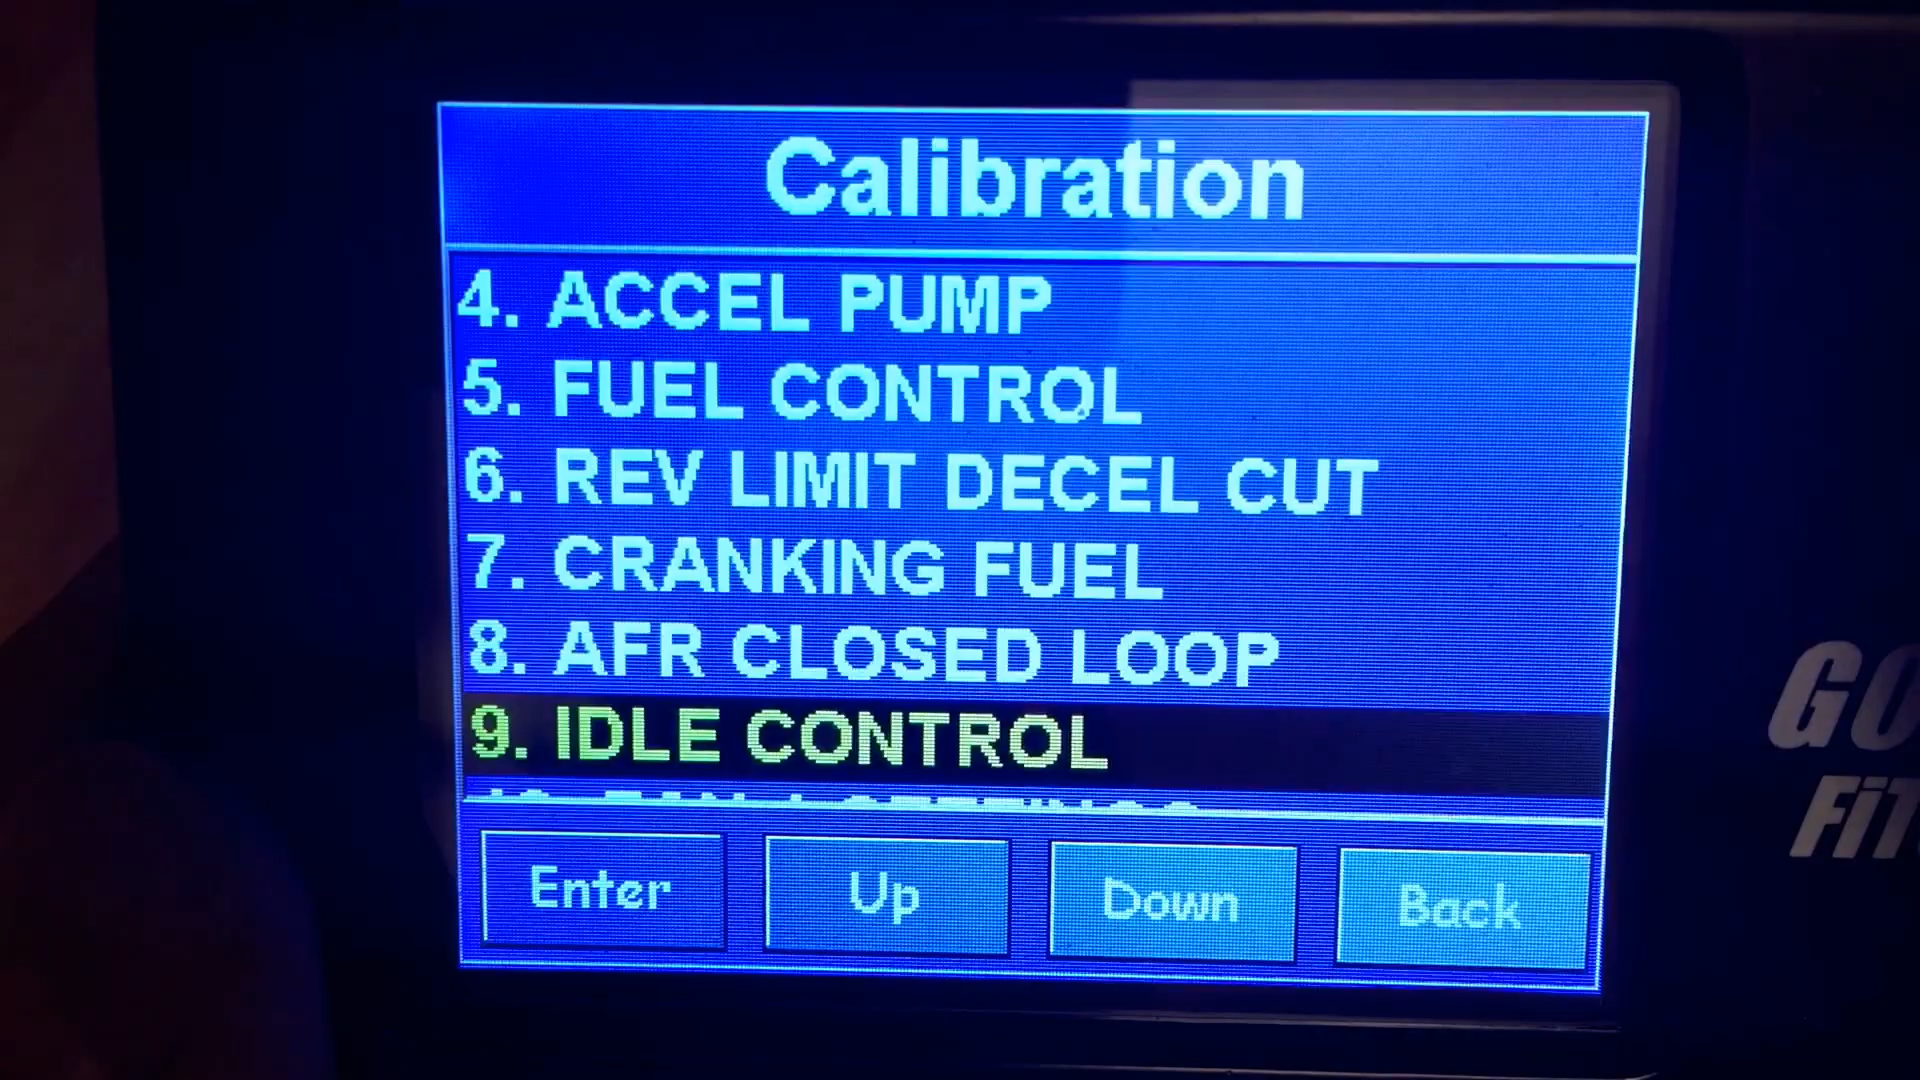 Calibration
4. ACCEL PUMP
5. FUEL CONTROL
6. REV LIMIT DECEL CUT
7. CRANKING FUEL
8. AFR CLOSED LOOP
9. IDLE CONTROL
Enter Up Down Back